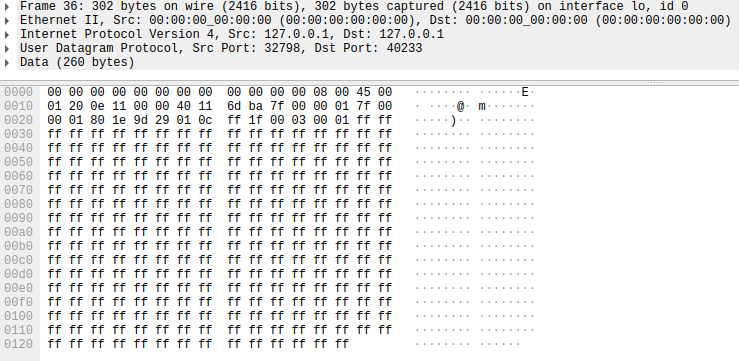 Frame 36: 302 bytes on wire (2416 bits), 302 bytes captured (2416 bits) on interface lo, id 0
Ethernet II, Src: 00:00:00_00:00:00 (00:00:00:00:00:00), Dst: 00:00:00_00:00:00 (00:00:00:00:00:00)
Internet Protocol Version 4, Src: 127.0.0.1, Dst: 127.0.0.1
User Datagram Protocol, Src Port: 32798, Dst Port: 40233
Data (260 bytes)
0000 00 00 00 00 00 00 00 00 00 00 00 00 08 00 45 00 ········ ······E·
0010 01 20 0e 11 00 00 40 11 6d ba 7f 00 00 01 7f 00 · ····@· m·······
0020 00 01 80 1e 9d 29 01 0c ff 1f 00 03 00 01 ff ff ·····)·· ········
0030 ff ff ff ff ff ff ff ff ff ff ff ff ff ff ff ff ········ ········
0040 ff ff ff ff ff ff ff ff ff ff ff ff ff ff ff ff ········ ········
0050 ff ff ff ff ff ff ff ff ff ff ff ff ff ff ff ff ········ ········
0060 ff ff ff ff ff ff ff ff ff ff ff ff ff ff ff ff ········ ········
0070 ff ff ff ff ff ff ff ff ff ff ff ff ff ff ff ff ········ ········
0080 ff ff ff ff ff ff ff ff ff ff ff ff ff ff ff ff ········ ········
0090 ff ff ff ff ff ff ff ff ff ff ff ff ff ff ff ff ········ ········
00a0 ff ff ff ff ff ff ff ff ff ff ff ff ff ff ff ff ········ ········
00b0 ff ff ff ff ff ff ff ff ff ff ff ff ff ff ff ff ········ ········
00c0 ff ff ff ff ff ff ff ff ff ff ff ff ff ff ff ff ········ ········
00d0 ff ff ff ff ff ff ff ff ff ff ff ff ff ff ff ff ········ ········
00e0 ff ff ff ff ff ff ff ff ff ff ff ff ff ff ff ff ········ ········
00f0 ff ff ff ff ff ff ff ff ff ff ff ff ff ff ff ff ········ ········
0100 ff ff ff ff ff ff ff ff ff ff ff ff ff ff ff ff ········ ········
0110 ff ff ff ff ff ff ff ff ff ff ff ff ff ff ff ff ········ ········
0120 ff ff ff ff ff ff ff ff ff ff ff ff ff ff ········ ······